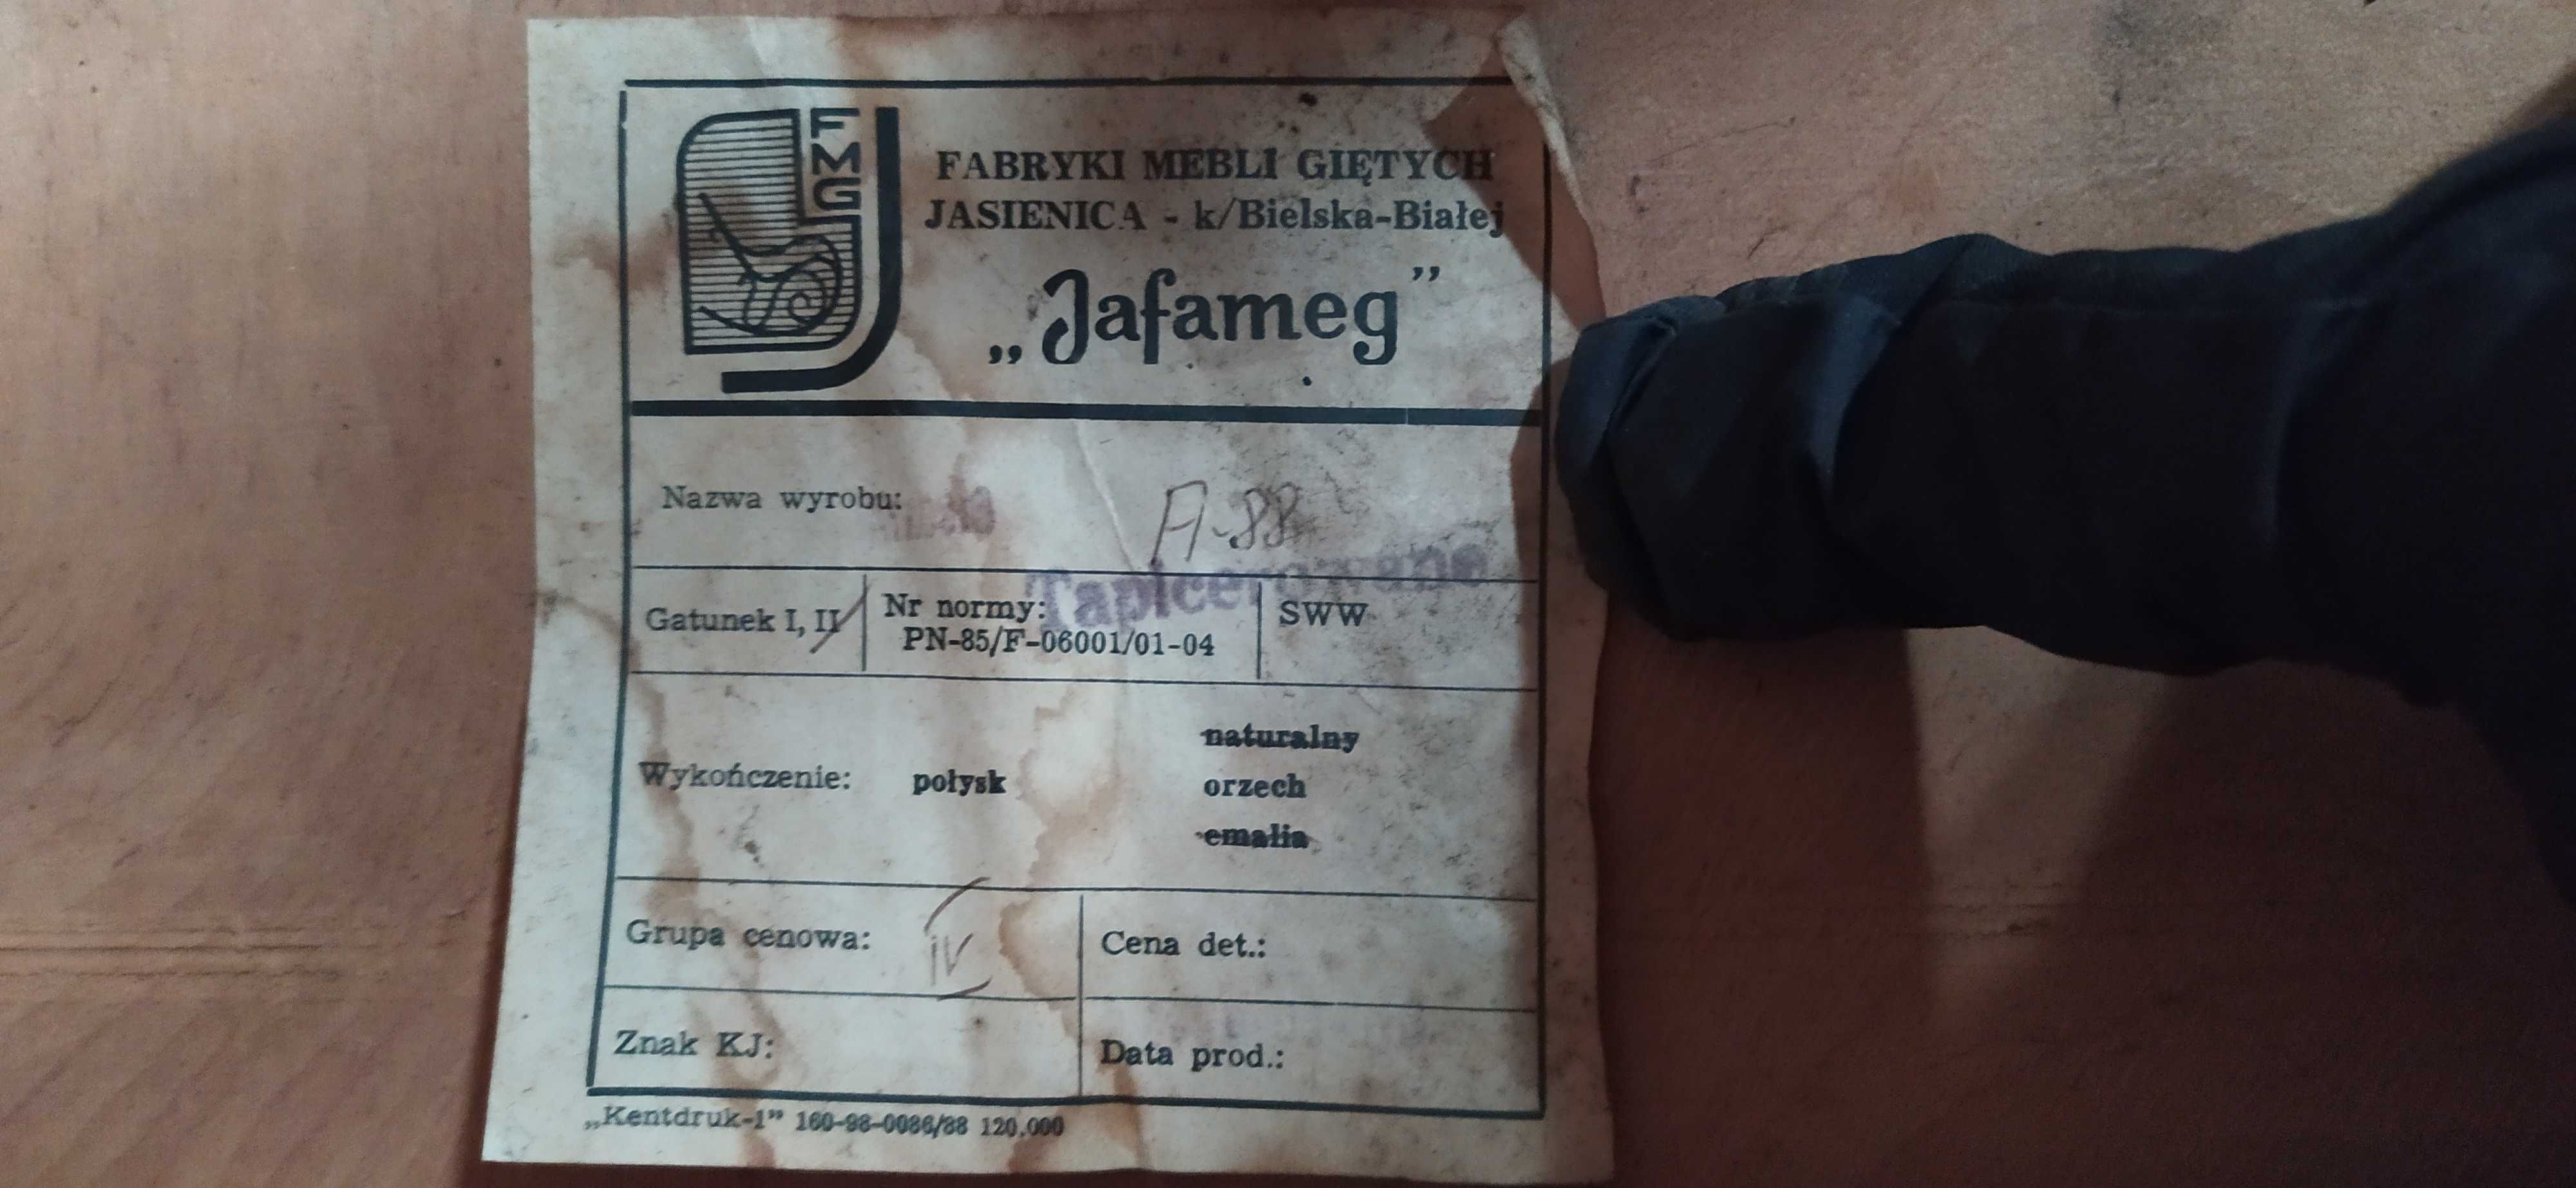 FMG
FABRYKI MEBLI GIĘTYCH
JASIENICA - k/Bielska-Białej
„Jafameg”
Nazwa wyrobu: A-88
Tapicerowane
Gatunek I, II
Nr normy:
PN-85/F-06001/01-04
SWW
naturalny
Wykończenie: połysk orzech
emalia
Grupa cenowa: IV
Cena det.:
Znak KJ:
Data prod.:
„Kentdruk-1” 160-98-0086/88 120.000